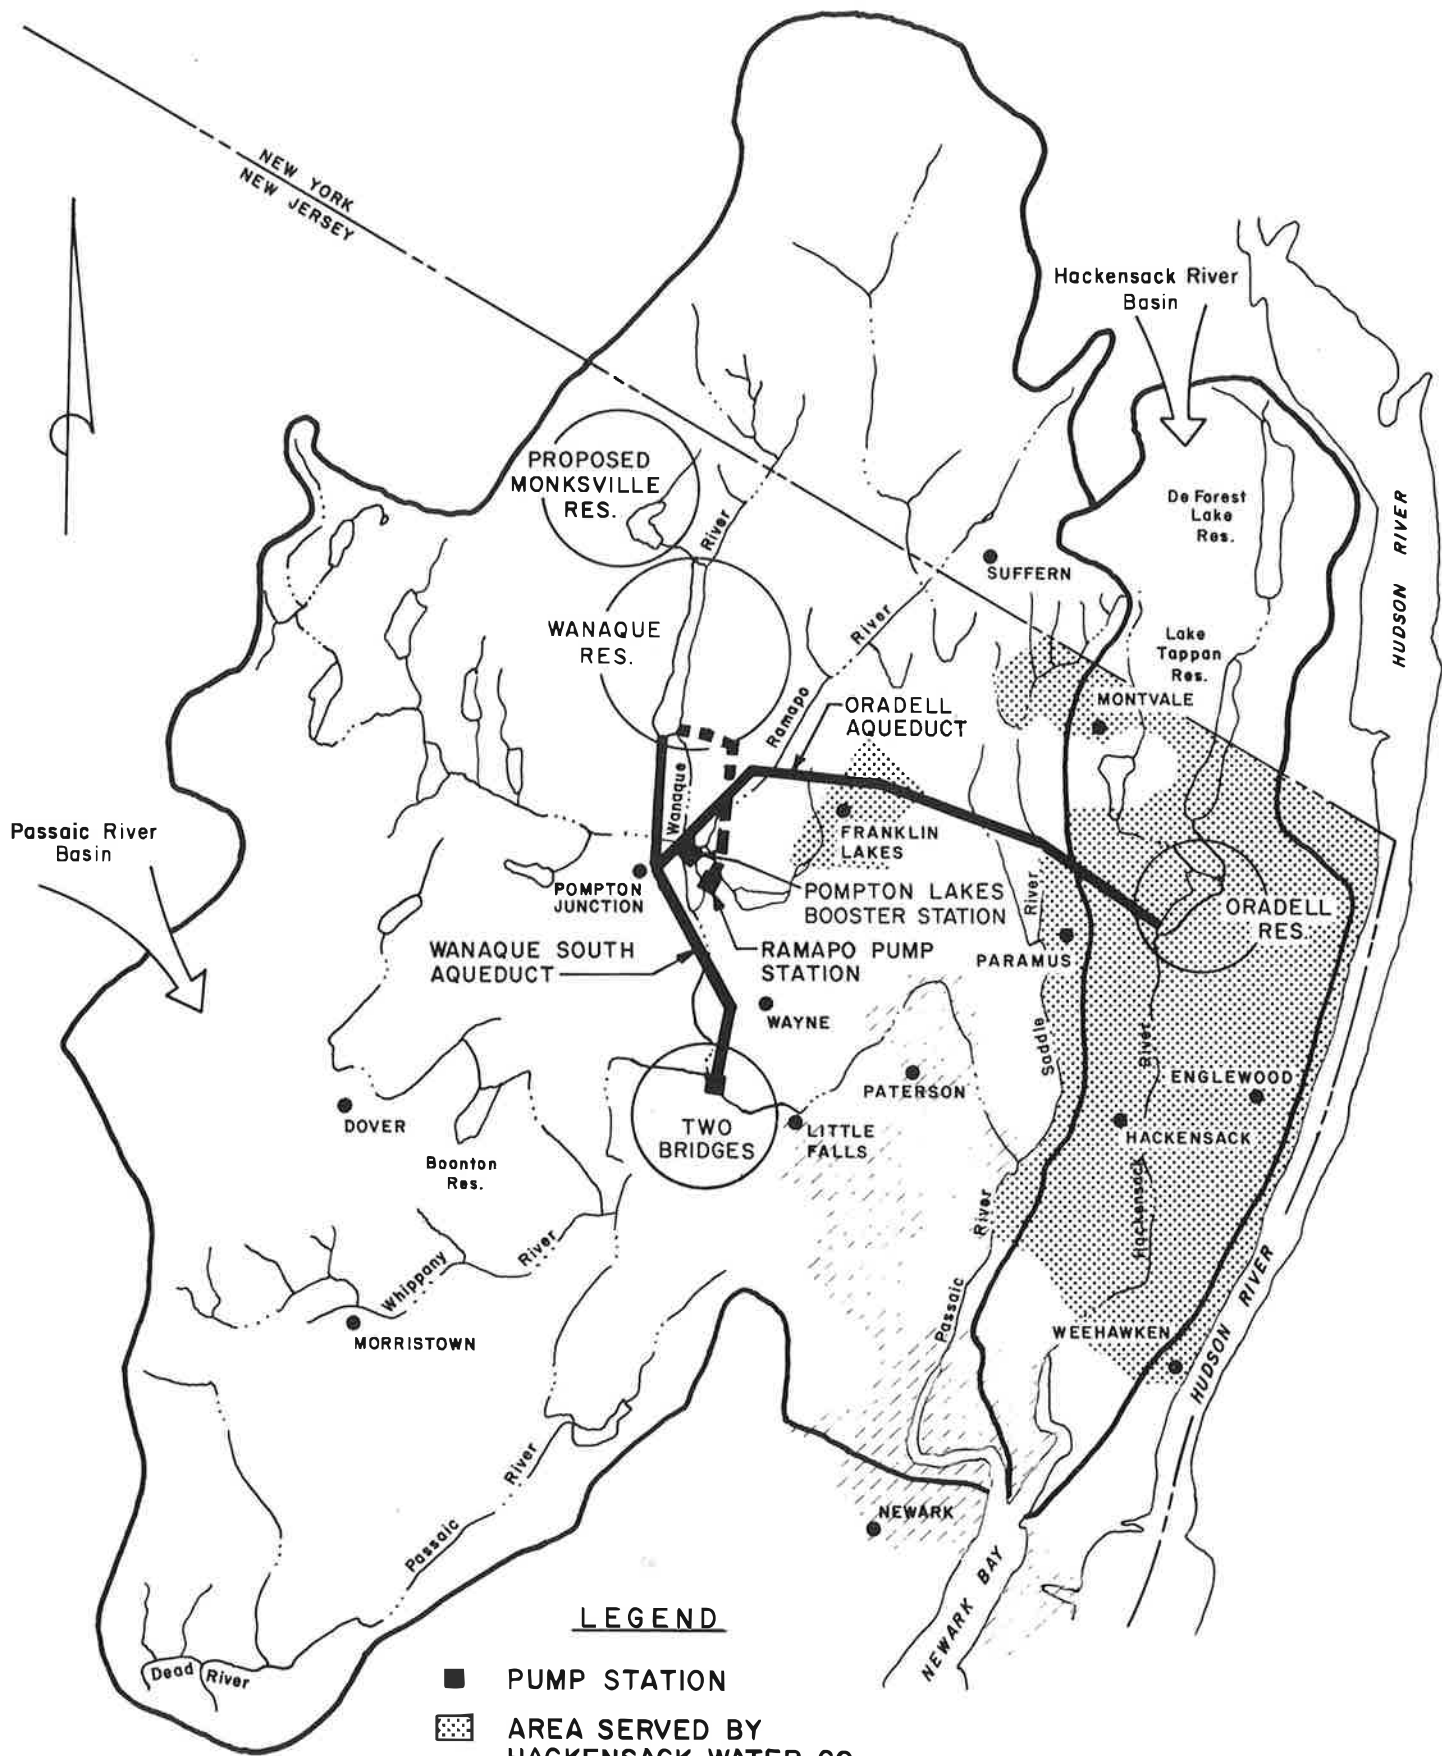 NEW YORK
NEW JERSEY
Hackensack River
Basin
PROPOSED
MONKSVILLE
RES.
River
De Forest
Lake
Res.
HUDSON RIVER
SUFFERN
WANAQUE
RES.
River
Lake
Tappan
Res.
MONTVALE
Ramapo
ORADELL
AQUEDUCT
Wanaque
Passaic River
Basin
FRANKLIN
LAKES
POMPTON
JUNCTION
POMPTON LAKES
BOOSTER STATION
River
ORADELL
RES.
WANAQUE SOUTH
AQUEDUCT
RAMAPO PUMP
STATION
PARAMUS
WAYNE
Saddle
River
PATERSON
ENGLEWOOD
DOVER
TWO
BRIDGES
LITTLE
FALLS
HACKENSACK
Boonton
Res.
Hackensack
River
Whippany
River
Passaic
MORRISTOWN
WEEHAWKEN
HUDSON RIVER
River
Passaic
NEWARK
NEWARK BAY
Dead River
LEGEND
PUMP STATION
AREA SERVED BY
HACKENSACK WATER CO.